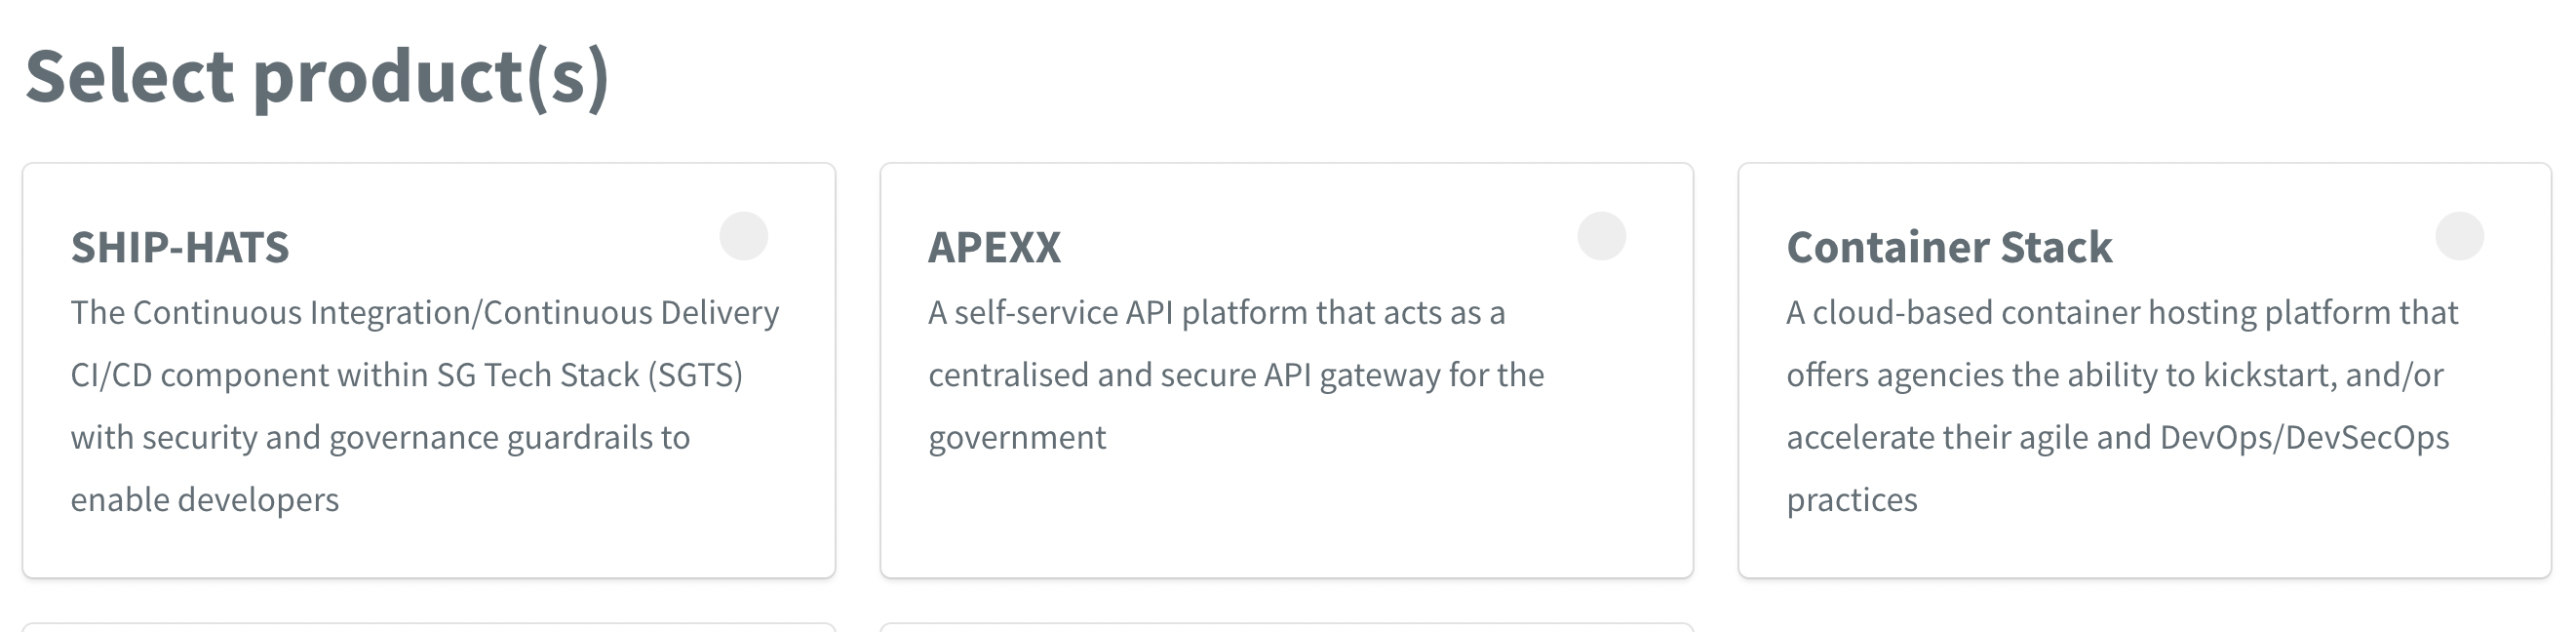 Select product(s)
SHIP-HATS
The Continuous Integration/Continuous Delivery
CI/CD component within SG Tech Stack (SGTS)
with security and governance guardrails to
enable developers
APEXX
A self-service API platform that acts as a
centralised and secure API gateway for the
government
Container Stack
A cloud-based container hosting platform that
offers agencies the ability to kickstart, and/or
accelerate their agile and DevOps/DevSecOps
practices